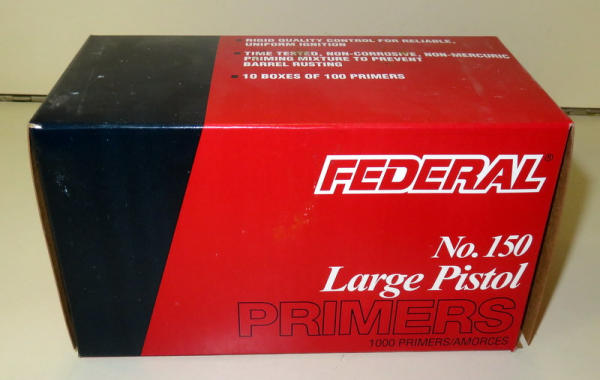 ▪ RIGID QUALITY CONTROL FOR RELIABLE,
UNIFORM IGNITION
▪ TIME TESTED, NON-CORROSIVE, NON-MERCURIC
PRIMING MIXTURE TO PREVENT
BARREL RUSTING
▪ 10 BOXES OF 100 PRIMERS
FEDERAL®
No. 150
Large Pistol
PRIMERS
1000 PRIMERS/AMORCES